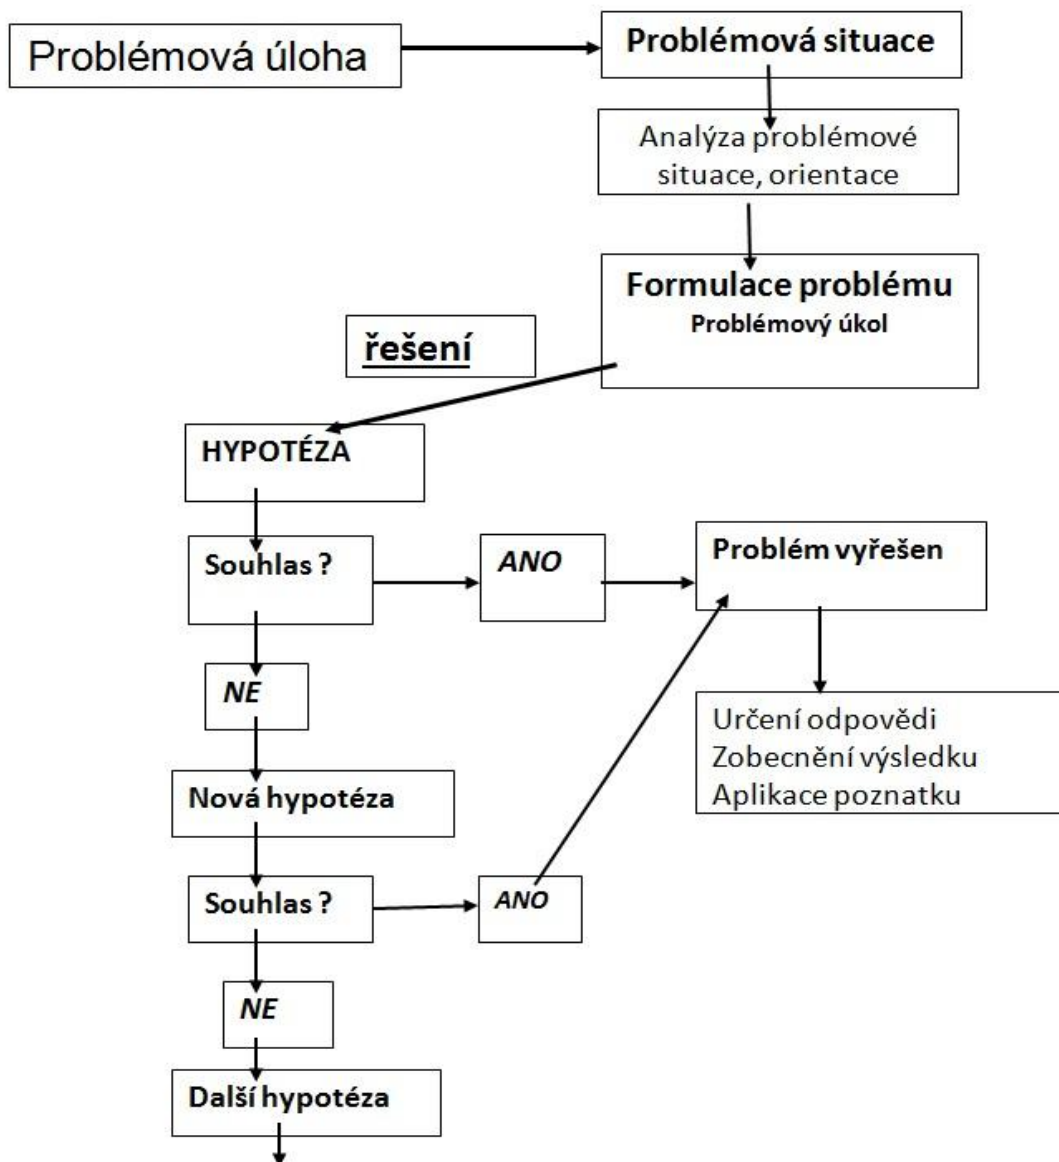 Problémová úloha
Problémová situace
Analýza problémové
situace, orientace
Formulace problému
Problémový úkol
řešení
HYPOTÉZA
Souhlas ?
ANO
Problém vyřešen
NE
Určení odpovědi
Zobecnění výsledku
Aplikace poznatku
Nová hypotéza
Souhlas ?
ANO
NE
Další hypotéza